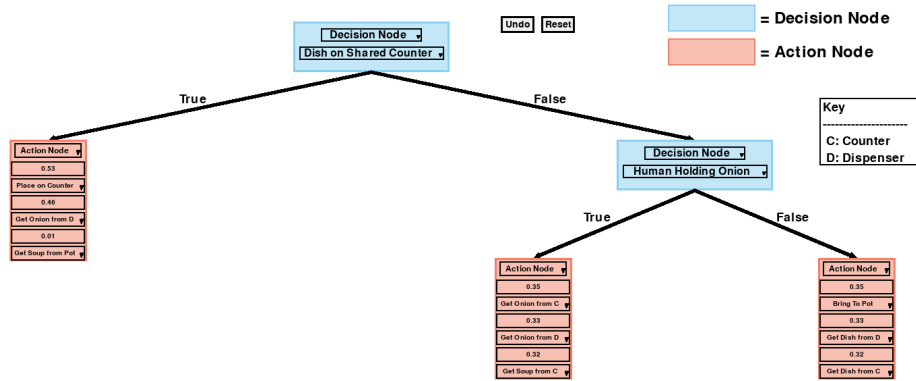 Decision Node
Dish on Shared Counter
Undo
Reset
= Decision Node
= Action Node
True
False
Key
----------------------
C: Counter
D: Dispenser
Action Node
0.53
Place on Counter
0.46
Get Onion from D
0.01
Get Soup from Pot
Decision Node
Human Holding Onion
True
False
Action Node
0.35
Get Onion from C
0.33
Get Onion from D
0.32
Get Soup from C
Action Node
0.35
Bring To Pot
0.33
Get Dish from D
0.32
Get Dish from C